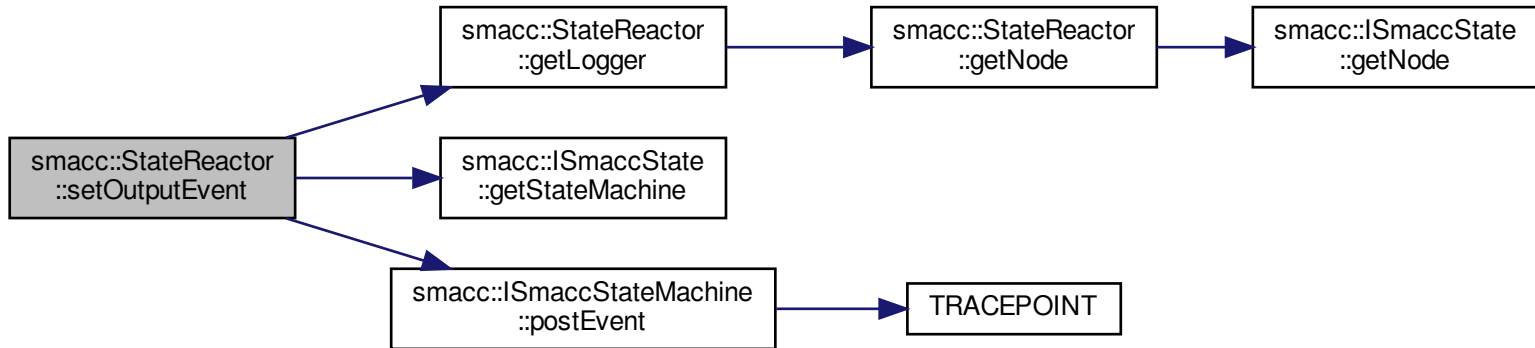 smacc::StateReactor
::getLogger
smacc::StateReactor
::getNode
smacc::ISmaccState
::getNode
smacc::StateReactor
::setOutputEvent
smacc::ISmaccState
::getStateMachine
smacc::ISmaccStateMachine
::postEvent
TRACEPOINT